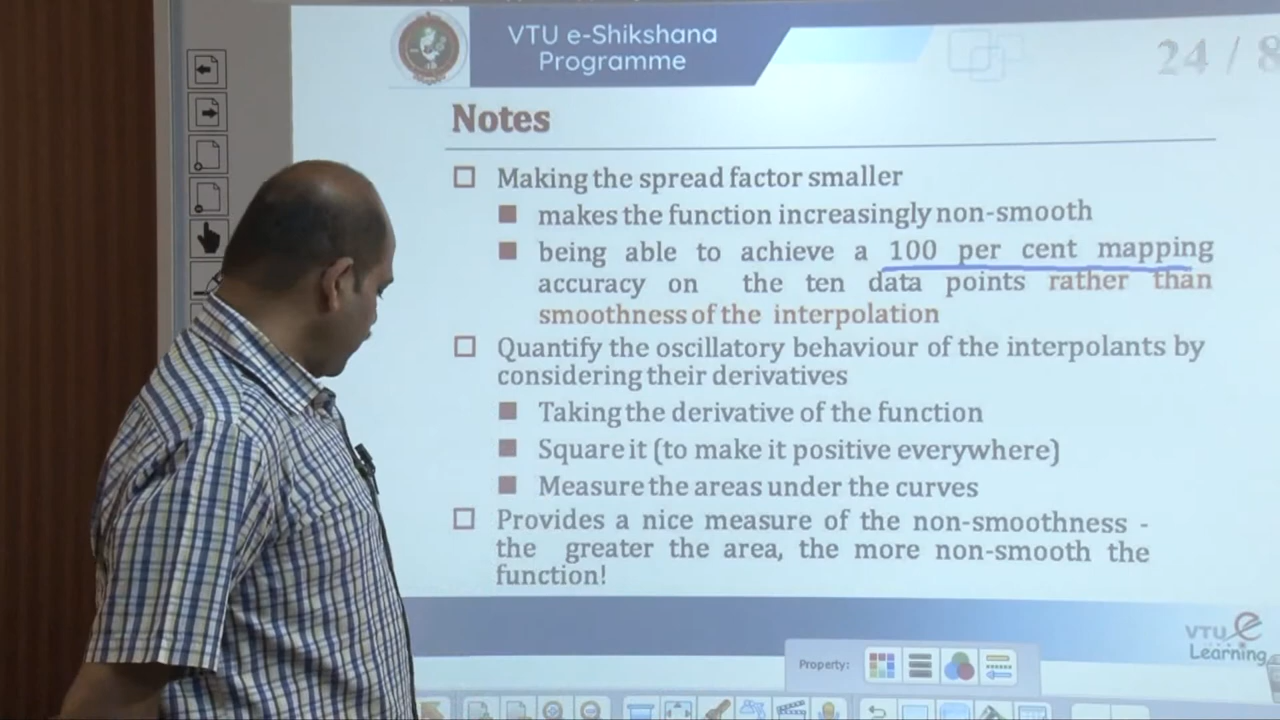 VTU e-Shikshana
Programme
24 / 8
Notes
Making the spread factor smaller
makes the function increasingly non-smooth
being able to achieve a 100 per cent mapping
accuracy on the ten data points rather than
smoothness of the interpolation
Quantify the oscillatory behaviour of the interpolants by
considering their derivatives
Taking the derivative of the function
Square it (to make it positive everywhere)
Measure the areas under the curves
Provides a nice measure of the non-smoothness -
the greater the area, the more non-smooth the
function!
VTU e
Learning
Property: